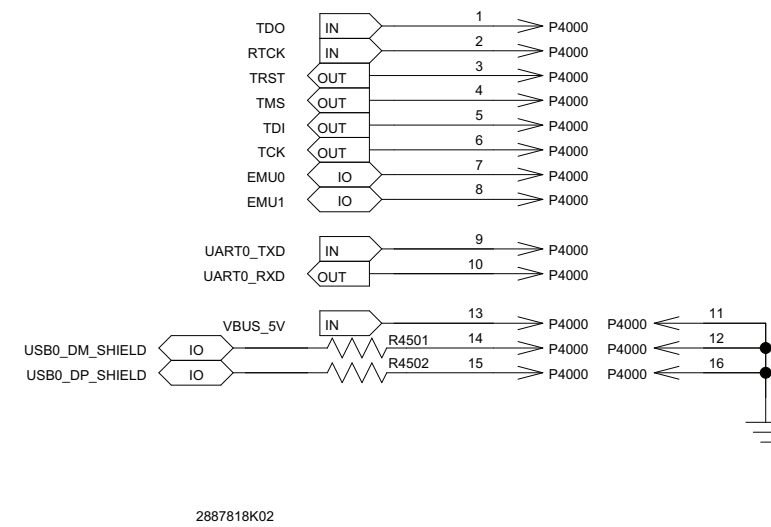 TDO IN 1 P4000
RTCK IN 2 P4000
TRST OUT 3 P4000
TMS OUT 4 P4000
TDI OUT 5 P4000
TCK OUT 6 P4000
EMU0 IO 7 P4000
EMU1 IO 8 P4000
UART0_TXD IN 9 P4000
UART0_RXD OUT 10 P4000
VBUS_5V IN 13 P4000 P4000 11
USB0_DM_SHIELD IO R4501 14 P4000 P4000 12
USB0_DP_SHIELD IO R4502 15 P4000 P4000 16
2887818K02